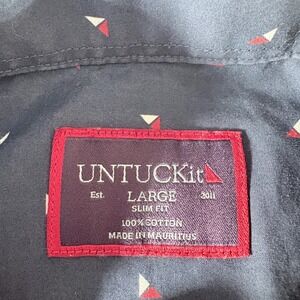 UNTUCKit
Est. LARGE 2011
SLIM FIT
100% COTTON
MADE IN MAURITIUS